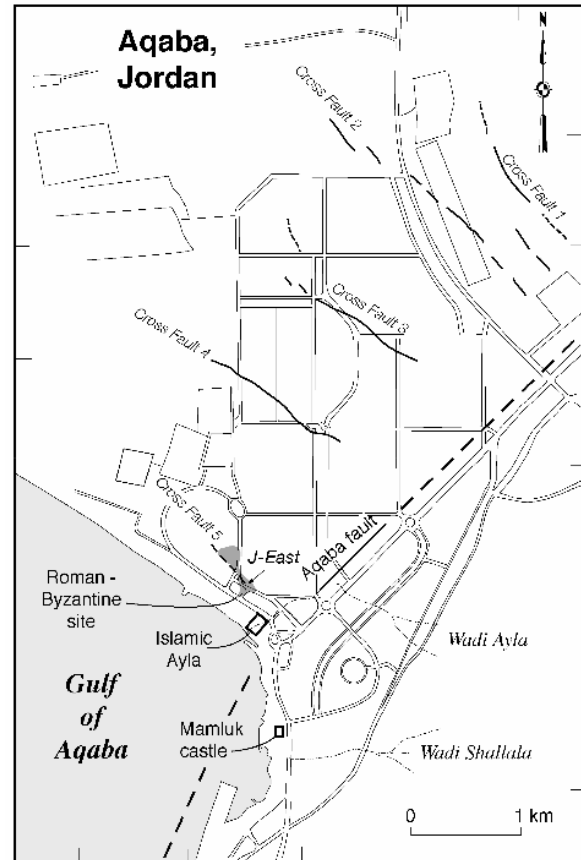 Aqaba,
Jordan
N
Cross Fault 2
Cross Fault 1
Cross Fault 3
Cross Fault 4
Cross Fault 5
J-East
Aqaba fault
Roman -
Byzantine
site
Islamic
Ayla
Wadi Ayla
Gulf
of
Aqaba
Mamluk
castle
Wadi Shallala
0 1 km